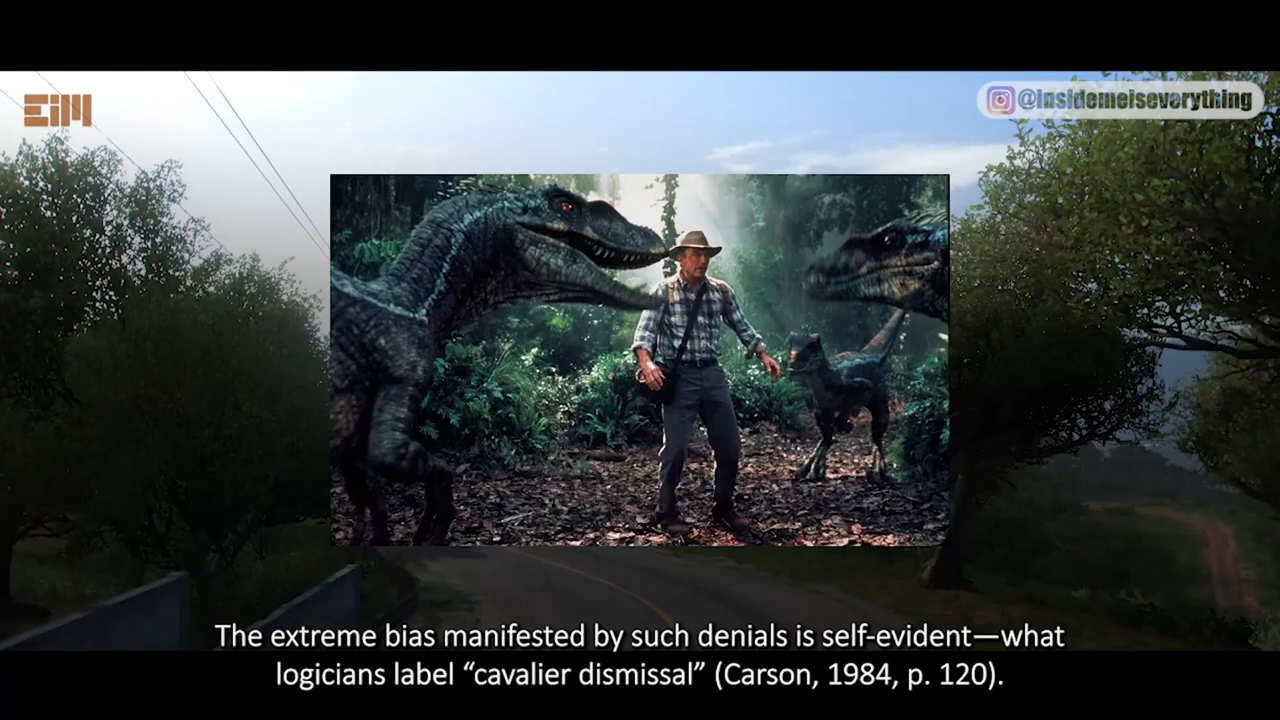 EiM
@insidemeiseverything
The extreme bias manifested by such denials is self-evident—what
logicians label “cavalier dismissal” (Carson, 1984, p. 120).